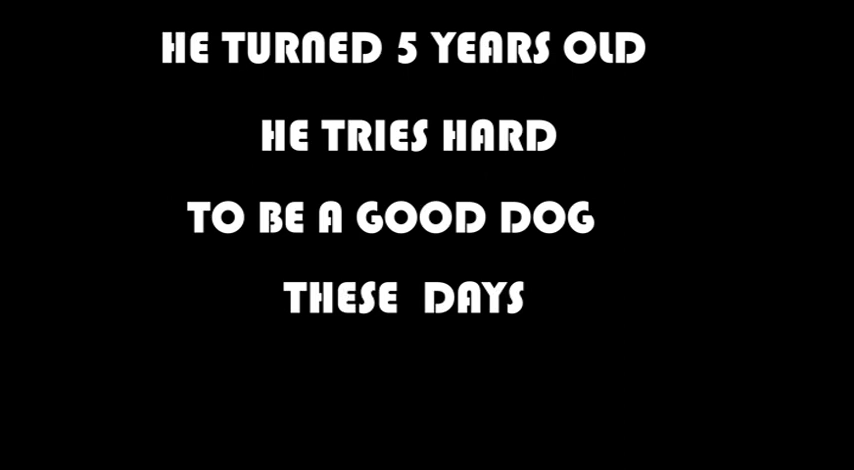 HE TURNED 5 YEARS OLD
HE TRIES HARD
TO BE A GOOD DOG
THESE DAYS